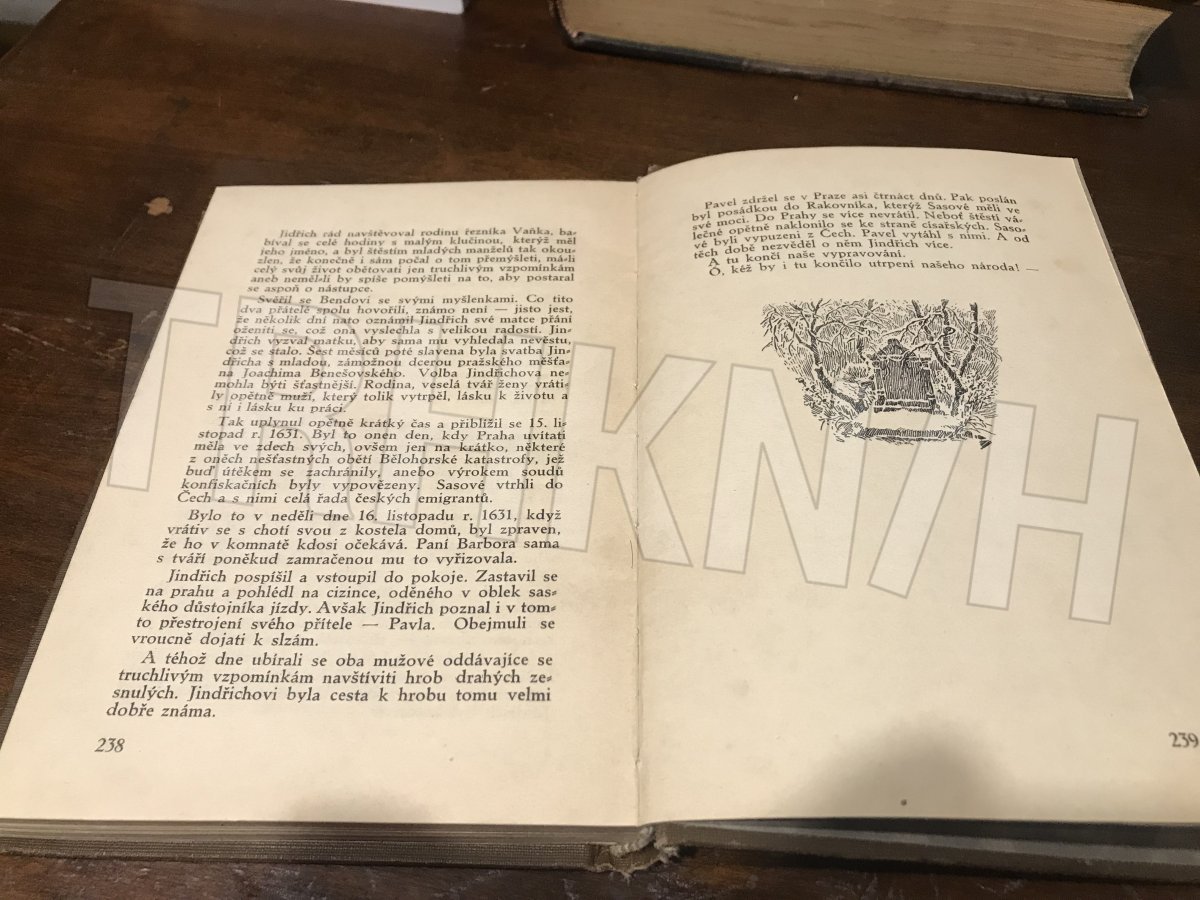 Jidřich rád navštěvoval rodinu řezníka Vaňka, ba-
bíval se celé hodiny s malým klučinou, kterýž měl
jeho jméno, a byl štěstím mladých manželů tak okou-
zlen, že konečně i sám počal o tom přemýšleti, má-li
celý svůj život obětovati jen truchlivým vzpomínkám
aneb neměl-li by spíše pomýšleti na to, aby postaral
se aspoň o nástupce.
Svěřil se Bendovi se svými myšlenkami. Co tito
dva přátelé spolu hovořili, známo není — jisto jest,
že několik dní nato oznámil Jindřich své matce přání
oženiti se, což ona vyslechla s velikou radostí. Jin-
dřich vyzval matku, aby sama mu vyhledala nevěstu,
což se stalo. Šest měsíců poté slavena byla svatba Jin-
dřicha s mladou, zámožnou dcerou pražského měšťa-
na Joachima Benešovského. Volba Jindřichova ne-
mohla býti šťastnější. Rodina, veselá tvář ženy vráti-
ly opětně muži, který tolik vytrpěl, lásku k životu a
s ní i lásku ku práci.
Tak uplynul opětně krátký čas a přiblížil se 15. li-
stopad r. 1631. Byl to onen den, kdy Praha uvítati
měla ve zdech svých, ovšem jen na krátko, některé
z oněch nešťastných obětí Bělohorské katastrofy, jež
buď útěkem se zachránily, anebo výrokem soudů
konfiskačních byly vypovězeny. Sasové vtrhli do
Čech a s nimi celá řada českých emigrantů.
Bylo to v neděli dne 16. listopadu r. 1631, když
vrátiv se s chotí svou z kostela domů, byl zpraven,
že ho v komnatě kdosi očekává. Paní Barbora sama
s tváří poněkud zamračenou mu to vyřizovala.
Jindřich pospíšil a vstoupil do pokoje. Zastavil se
na prahu a pohlédl na cizince, oděného v oblek sas-
kého důstojníka jízdy. Avšak Jindřich poznal i v tom-
to přestrojení svého přítele — Pavla. Obejmuli se
vroucně dojati k slzám.
A téhož dne ubírali se oba mužové oddávajíce se
truchlivým vzpomínkám navštíviti hrob drahých ze-
snulých. Jindřichovi byla cesta k hrobu tomu velmi
dobře známa.
238
Pavel zdržel se v Praze asi čtrnáct dnů. Pak poslán
byl posádkou do Rakovníka, kterýž Sasové měli ve
své moci. Do Prahy se více nevrátil. Neboť štěstí vá-
lečné opětně naklonilo se ke straně císařských. Saso-
vé byli vypuzeni z Čech. Pavel vytáhl s nimi. A od
těch době nezvěděl o něm Jindřich více.
A tu končí naše vypravování.
Ó, kéž by i tu končilo utrpení našeho národa! —
239
TRHKNIH